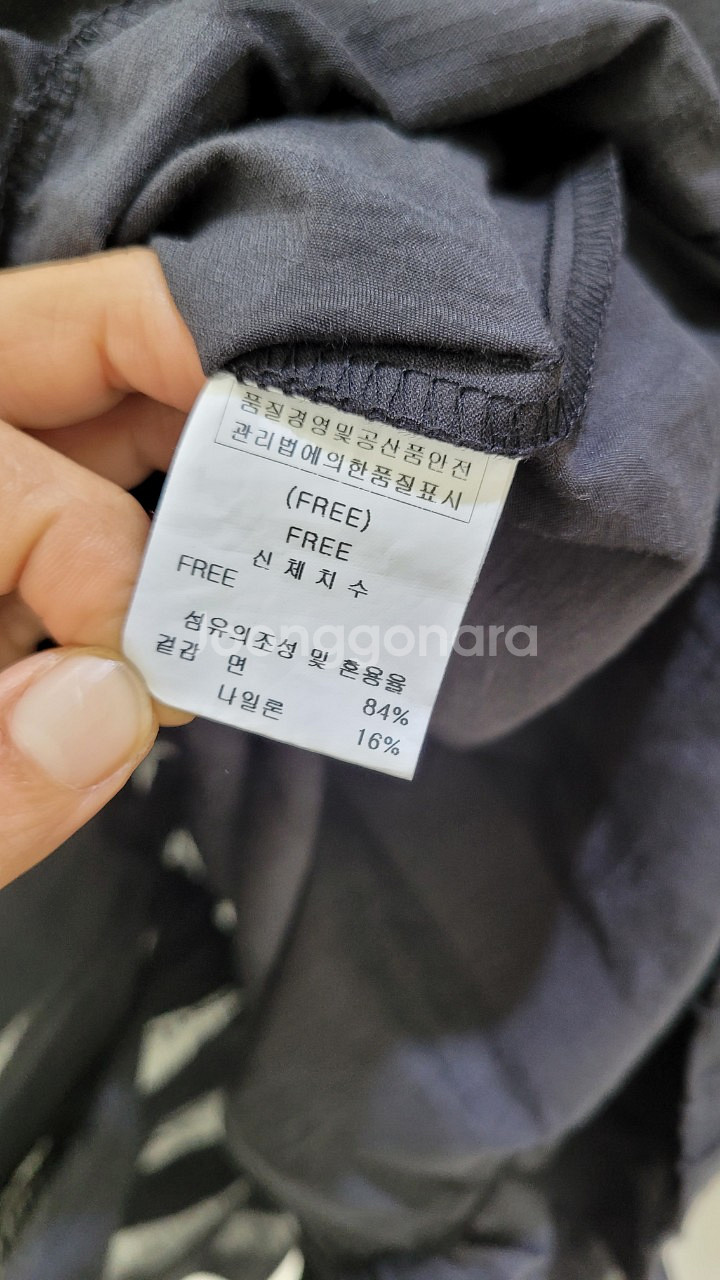 품질경영및공산품안전
관리법에의한품질표시
(FREE)
FREE
신체치수
FREE
섬유의조성 및 혼용율
겉감 면 84%
나일론 16%
Joonggonara